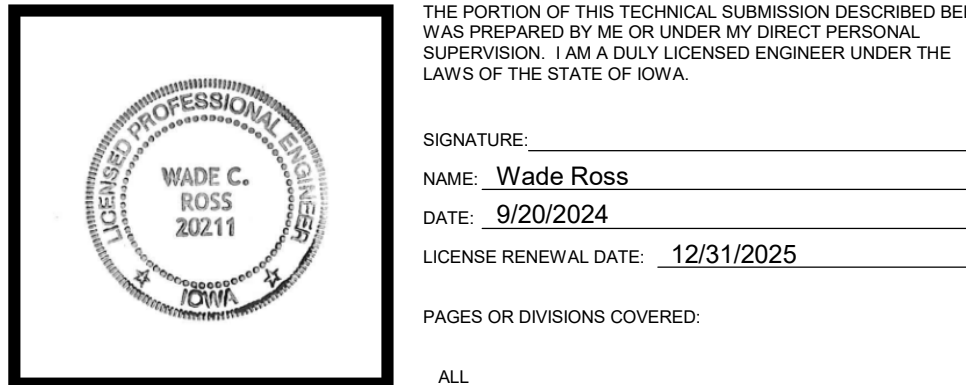 LICENSED PROFESSIONAL ENGINEER
WADE C.
ROSS
20211
IOWA
THE PORTION OF THIS TECHNICAL SUBMISSION DESCRIBED
WAS PREPARED BY ME OR UNDER MY DIRECT PERSONAL
SUPERVISION. I AM A DULY LICENSED ENGINEER UNDER THE
LAWS OF THE STATE OF IOWA.
SIGNATURE:
NAME: Wade Ross
DATE: 9/20/2024
LICENSE RENEWAL DATE: 12/31/2025
PAGES OR DIVISIONS COVERED:
ALL